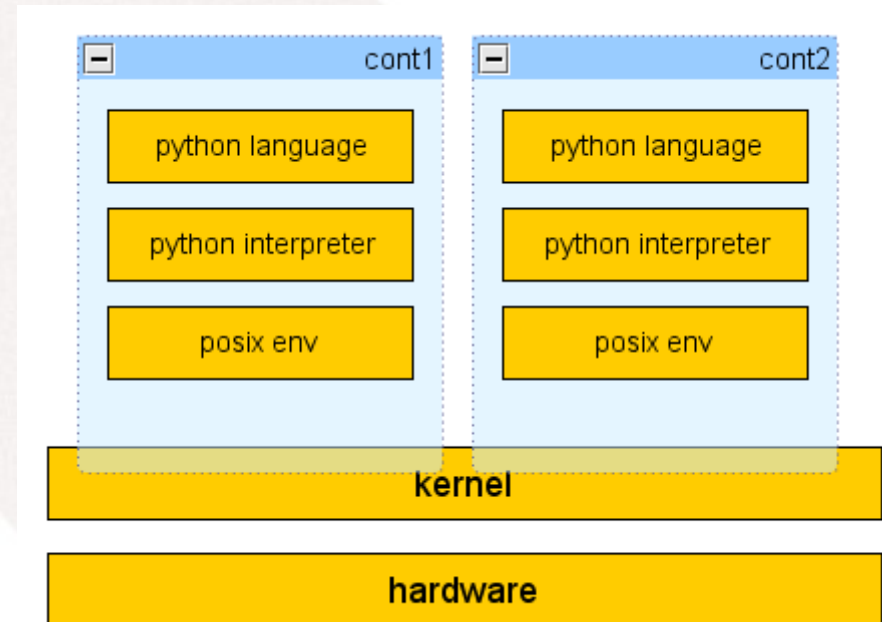 cont1
python language
python interpreter
posix env
cont2
python language
python interpreter
posix env
kernel
hardware